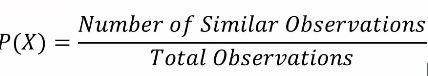 P(X) = Number of Similar Observations
Total Observations